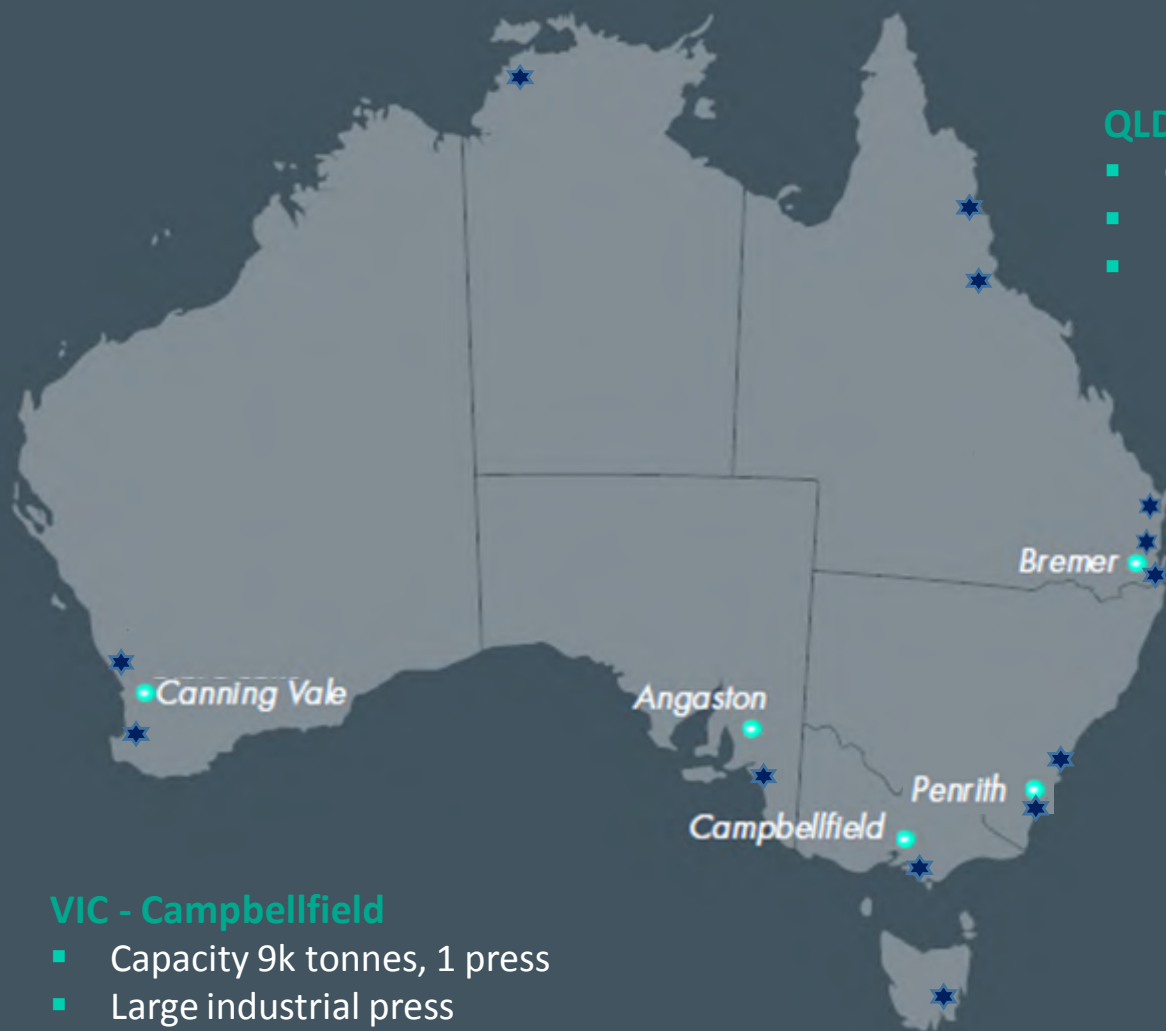 QLD
Bremer
Canning Vale
Angaston
Penrith
Campbellfield
VIC - Campbellfield
▪ Capacity 9k tonnes, 1 press
▪ Large industrial press